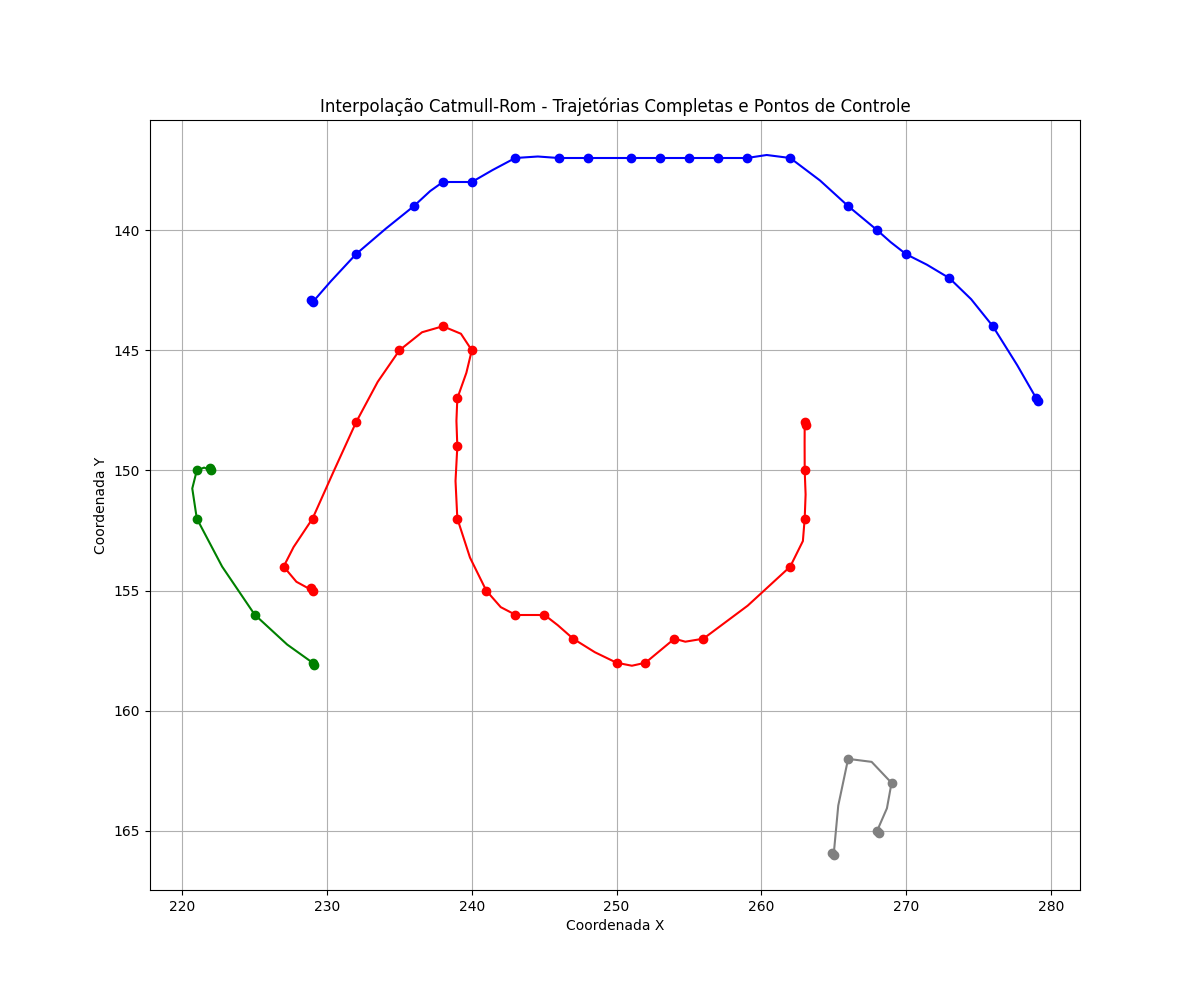 Interpolação Catmull-Rom - Trajetórias Completas e Pontos de Controle
140
145
150
155
160
165
Coordenada Y
220 230 240 250 260 270 280
Coordenada X